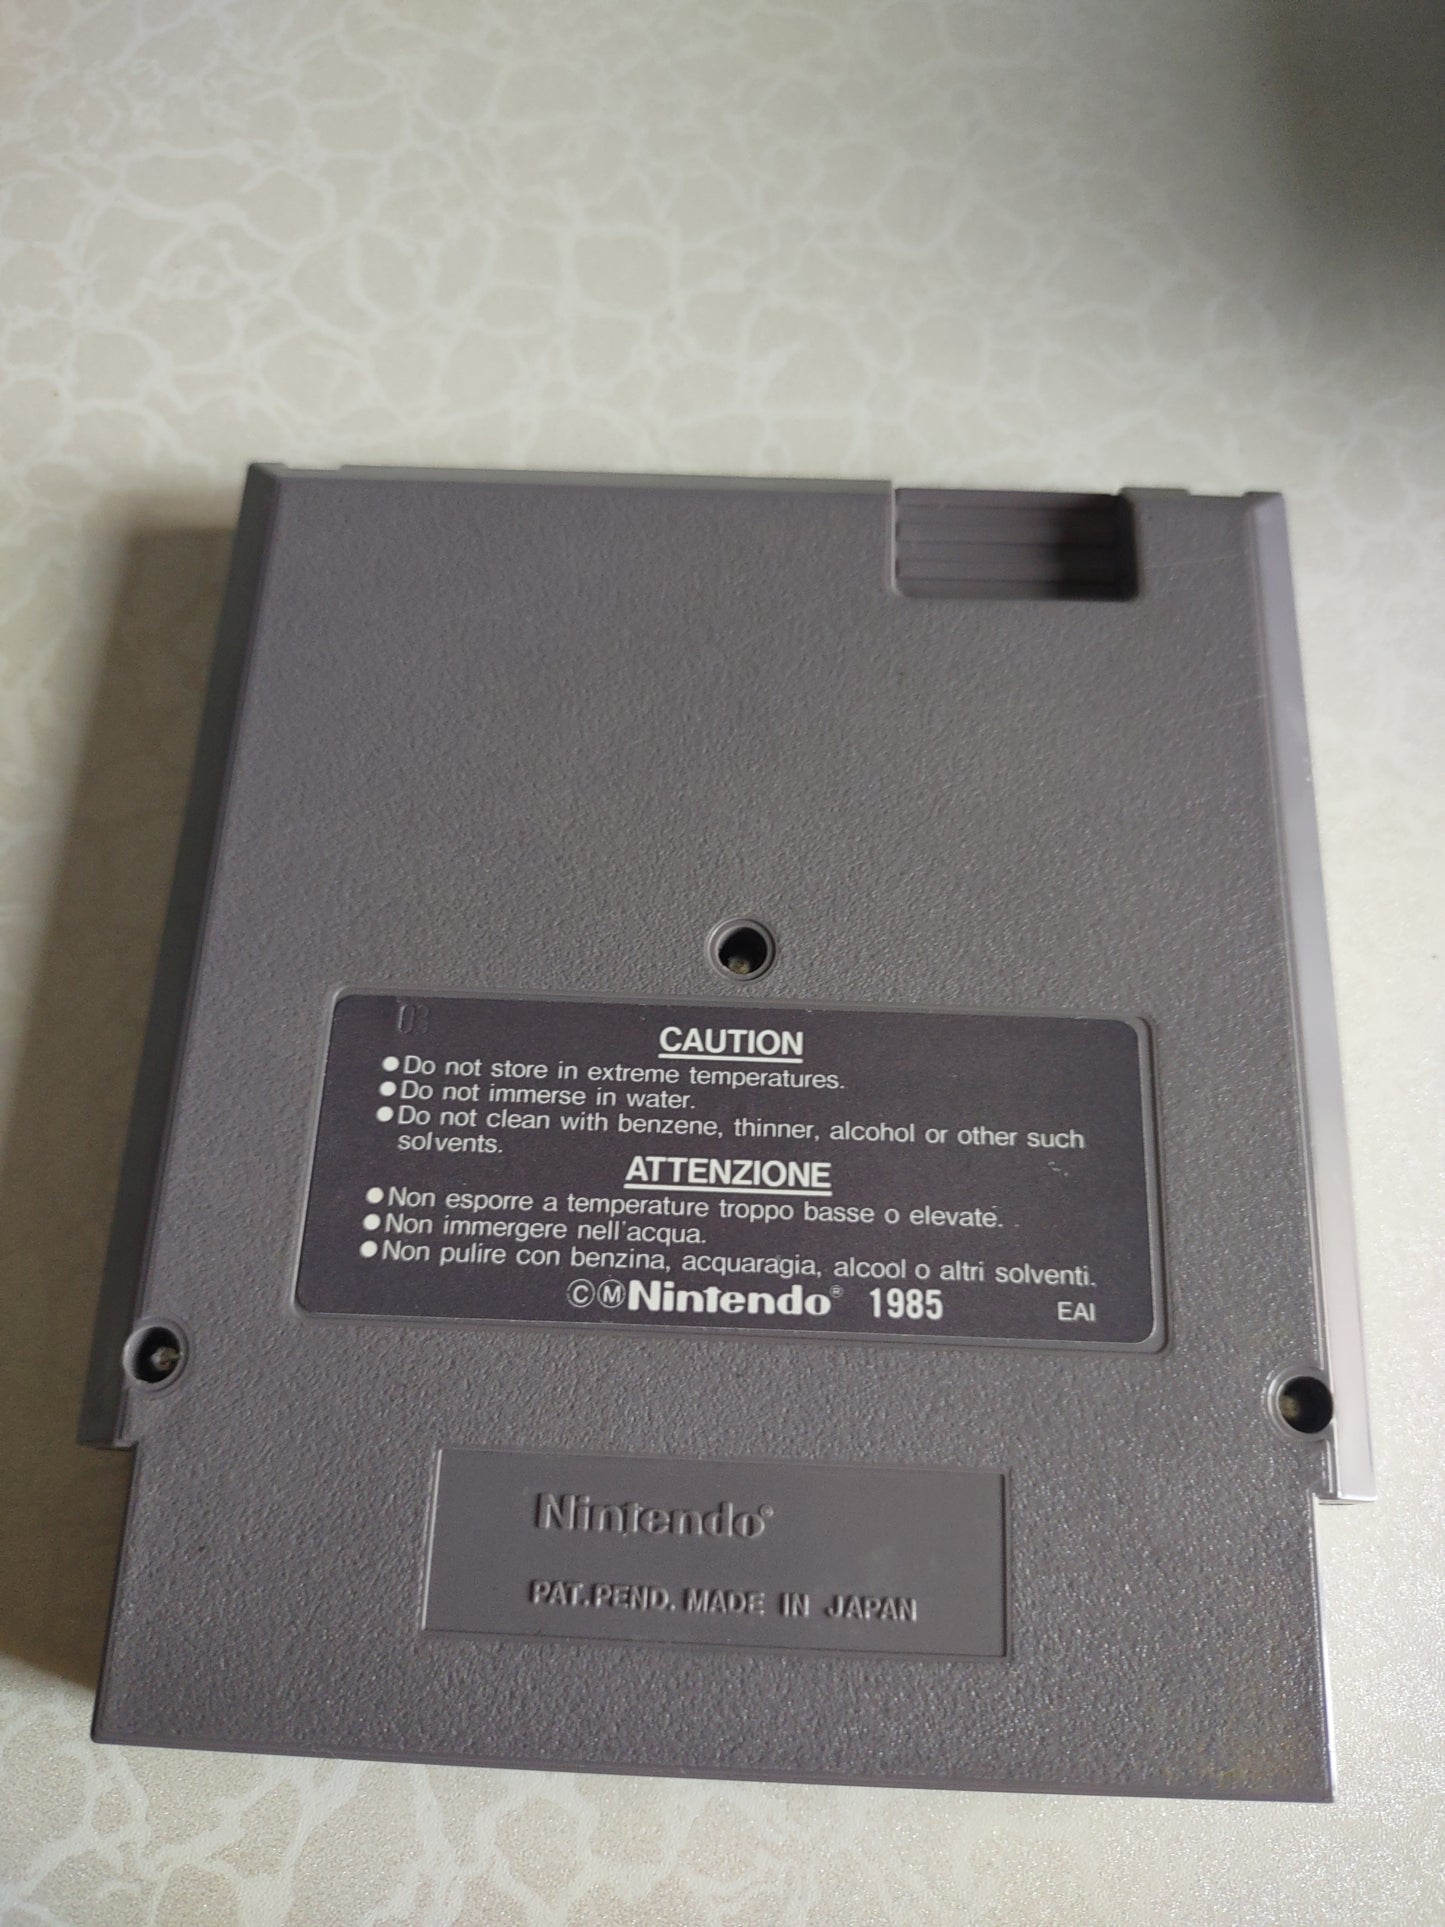 03
CAUTION
●Do not store in extreme temperatures.
●Do not immerse in water.
●Do not clean with benzene, thinner, alcohol or other such
solvents.
ATTENZIONE
●Non esporre a temperature troppo basse o elevate.
●Non immergere nell'acqua.
●Non pulire con benzina, acquaragia, alcool o altri solventi.
ⒸⓂNintendo® 1985 EAI
Nintendo®
PAT.PEND. MADE IN JAPAN